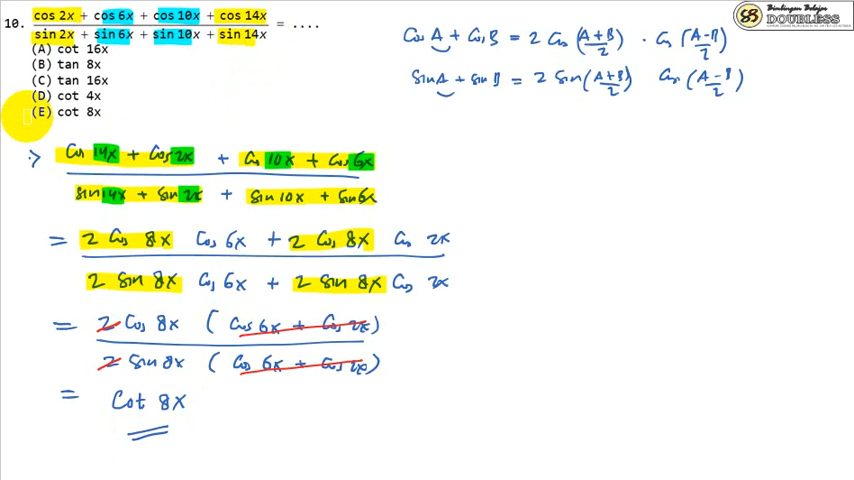 Bimbingan Belajar
DOUBLESS
10. cos 2x + cos 6x + cos 10x + cos 14x = ....
sin 2x + sin 6x + sin 10x + sin 14x
(A) cot 16x
(B) tan 8x
(C) tan 16x
(D) cot 4x
(E) cot 8x
Cos A + Cos B = 2 Cos (A+B/2) . Cos (A-B/2)
sin A + sin B = 2 sin (A+B/2) Cos (A-B/2)
Cos 14x + Cos 2x + Cos 10x + Cos 6x
sin 14x + sin 2x + sin 10x + sin 6x
= 2 Cos 8x Cos 6x + 2 Cos 8x Cos 2x
2 sin 8x Cos 6x + 2 sin 8x Cos 2x
= 2 Cos 8x (Cos 6x + Cos 2x)
2 sin 8x (Cos 6x + Cos 2x)
= Cot 8x